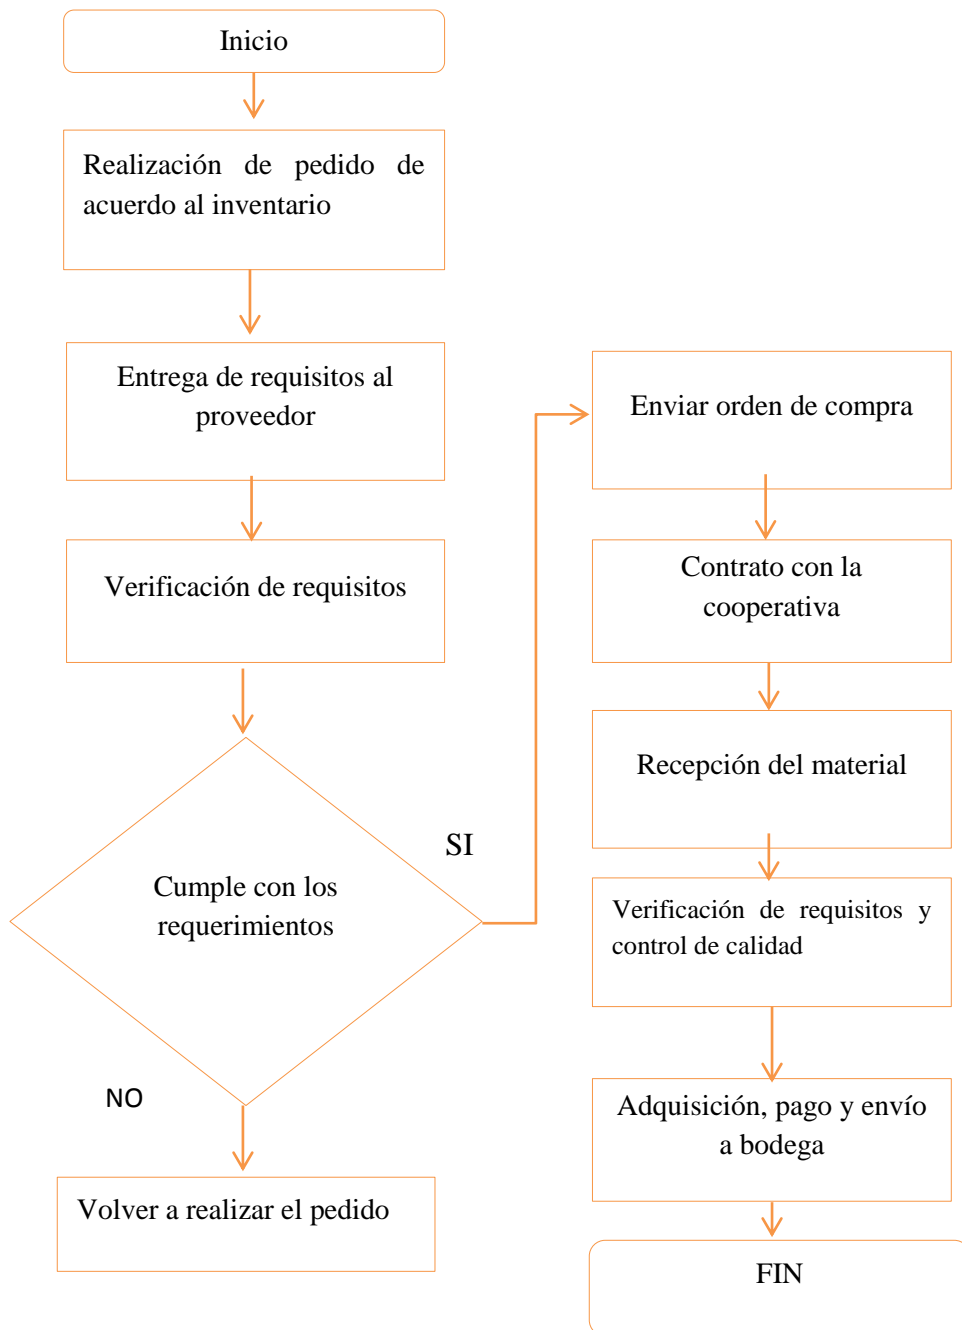 Inicio
Realización de pedido de
acuerdo al inventario
Entrega de requisitos al
proveedor
Verificación de requisitos
Cumple con los
requerimientos
SI
NO
Volver a realizar el pedido
Enviar orden de compra
Contrato con la
cooperativa
Recepción del material
Verificación de requisitos y
control de calidad
Adquisición, pago y envío
a bodega
FIN